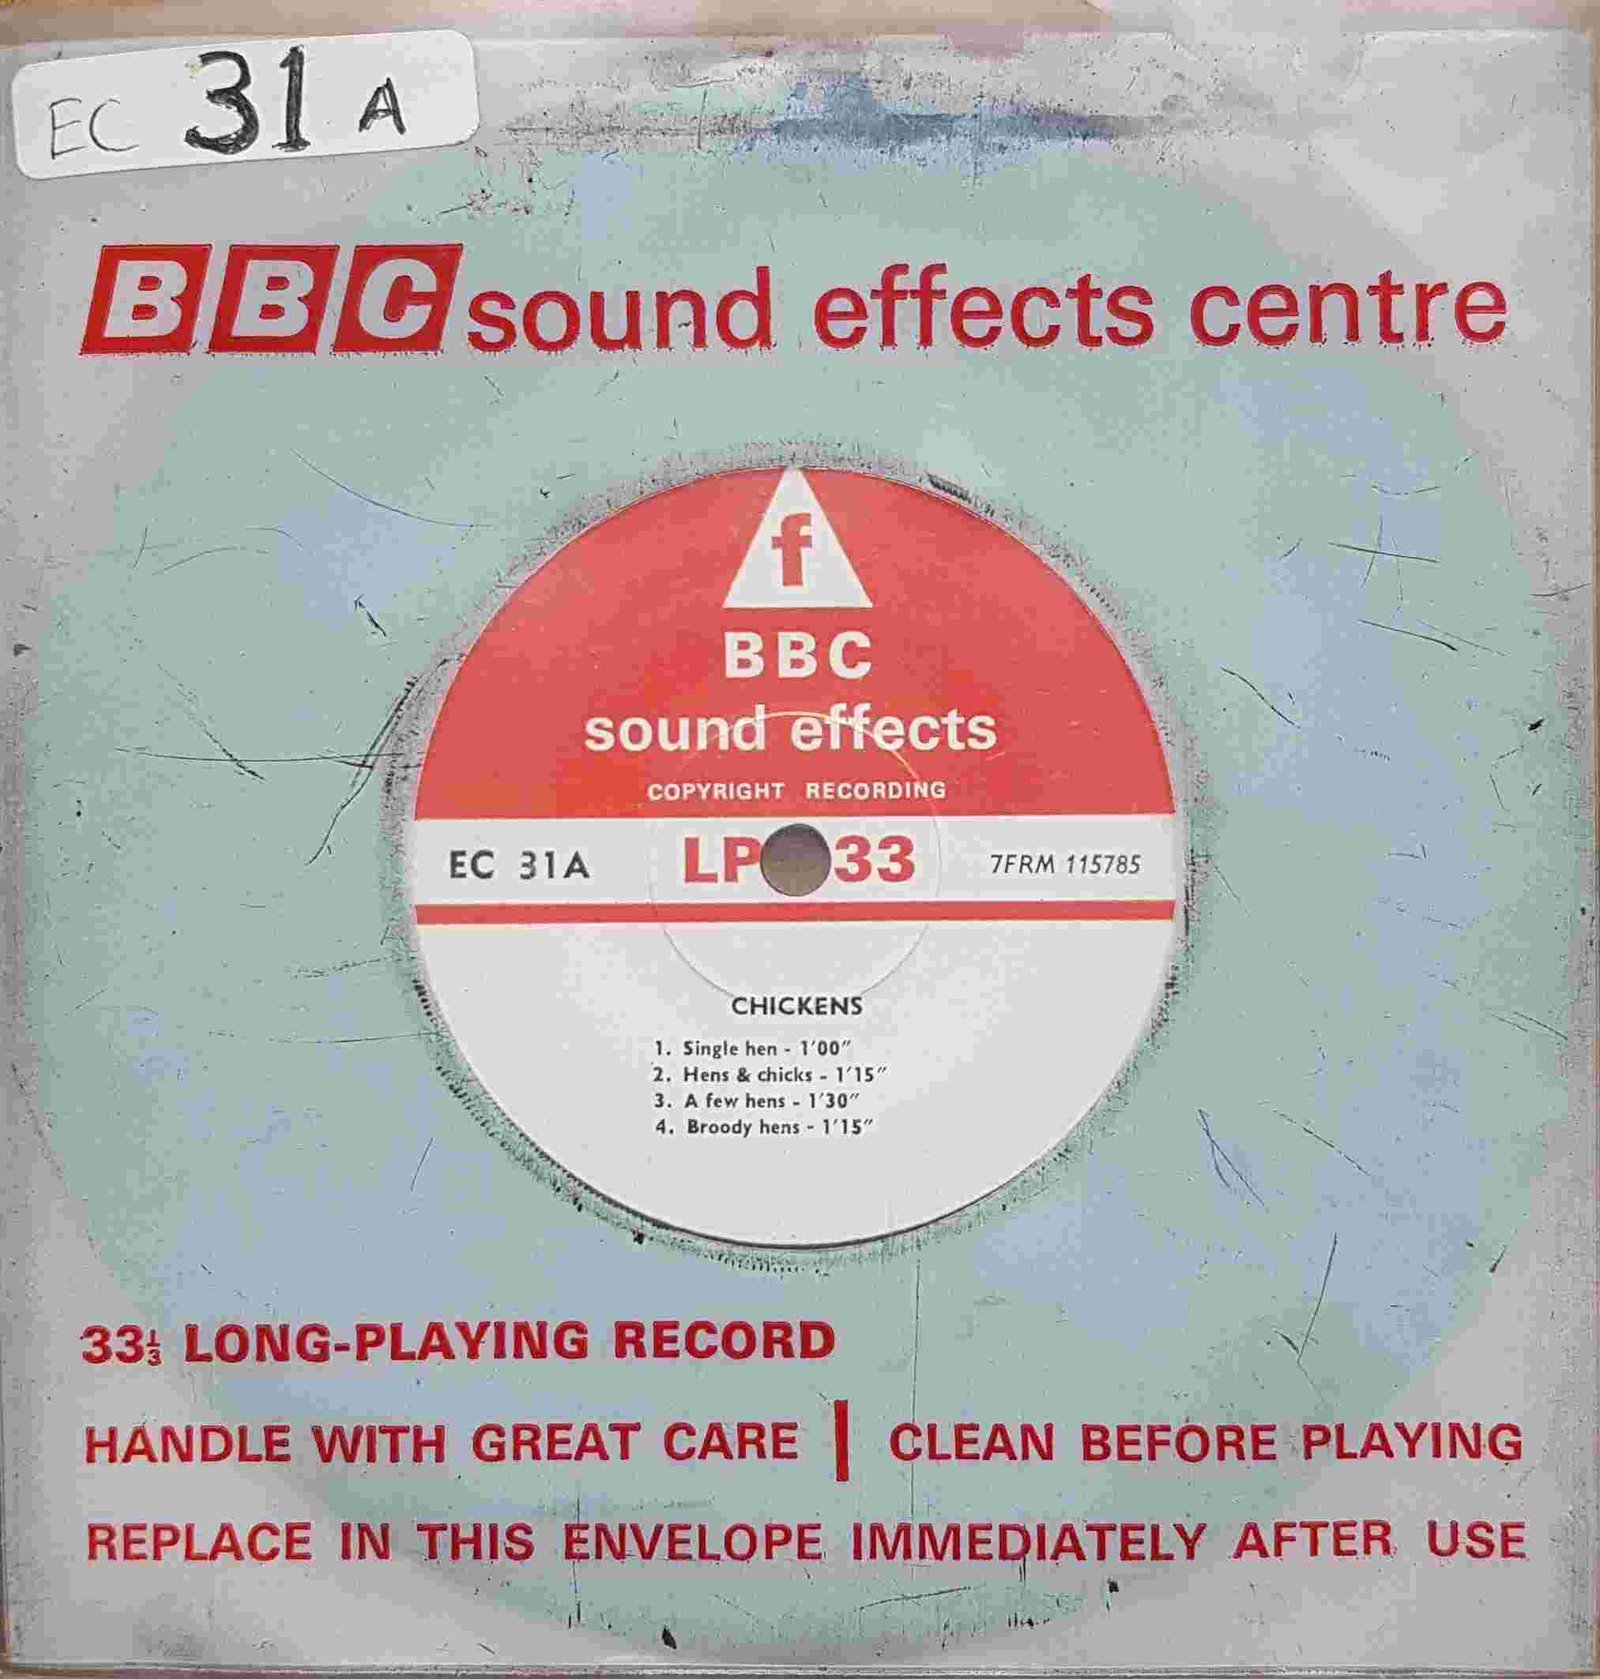 EC 31 A
BBC sound effects centre
f
BBC
sound effects
COPYRIGHT RECORDING
EC 31A LP 33 7FRM 115785
CHICKENS
1. Single hen - 1'00"
2. Hens & chicks - 1'15"
3. A few hens - 1'30"
4. Broody hens - 1'15"
33⅓ LONG-PLAYING RECORD
HANDLE WITH GREAT CARE | CLEAN BEFORE PLAYING
REPLACE IN THIS ENVELOPE IMMEDIATELY AFTER USE